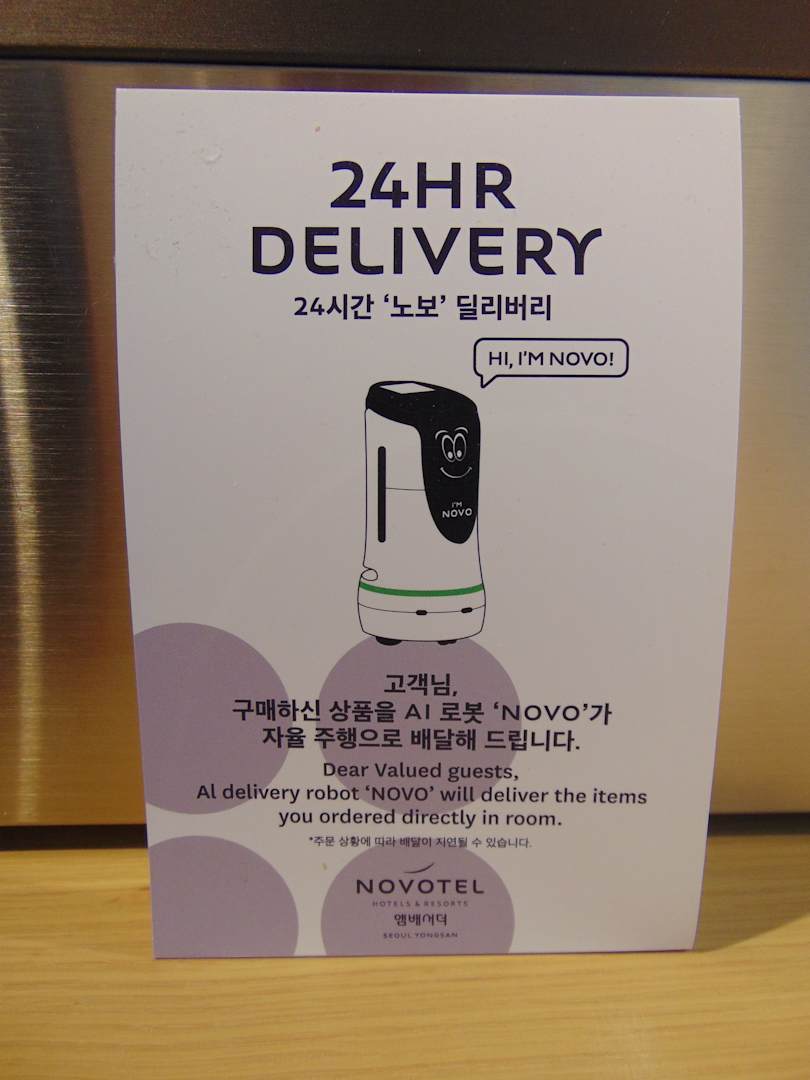 24HR
DELIVERY
24시간 ‘노보’ 딜리버리
HI, I'M NOVO!
I'M
NOVO
고객님,
구매하신 상품을 AI 로봇 ‘NOVO’가
자율 주행으로 배달해 드립니다.
Dear Valued guests,
AI delivery robot ‘NOVO’ will deliver the items
you ordered directly in room.
*주문 상황에 따라 배달이 지연될 수 있습니다.
NOVOTEL
HOTELS & RESORTS
앰배서더
SEOUL YONGSAN